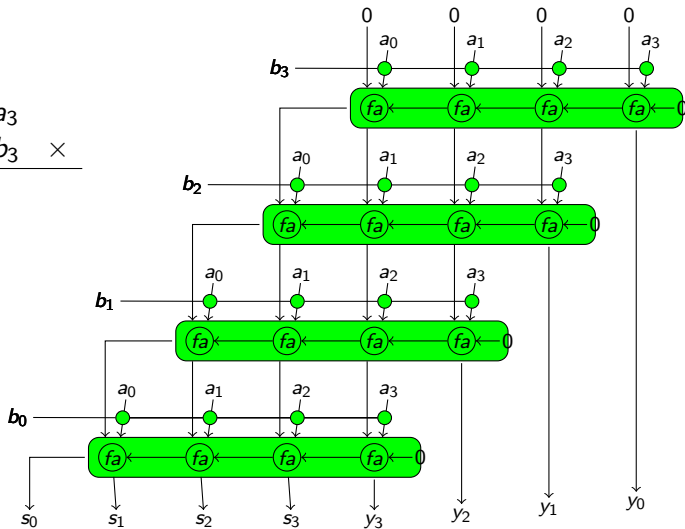 0 0 0 0
a0 a1 a2 a3
b3
a3
fa fa fa fa 0
b3 ×
a0 a1 a2 a3
b2
fa fa fa fa 0
a0 a1 a2 a3
b1
fa fa fa fa 0
a0 a1 a2 a3
b0
fa fa fa fa 0
s0 s1 s2 s3 y3 y2 y1 y0